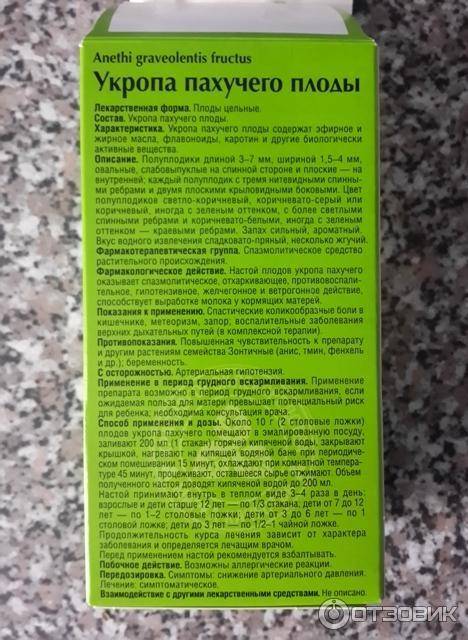 Anethi graveolentis fructus
Укропа пахучего плоды
Лекарственная форма. Плоды цельные.
Состав. Укропа пахучего плоды.
Характеристика. Укропа пахучего плоды содержат эфирное и
жирное масла, флавоноиды, каротин и другие биологически
активные вещества.
Описание. Полуплодики длиной 3–7 мм, шириной 1,5–4 мм,
овальные, слабовыпуклые на спинной стороне и плоские — на
внутренней; каждый полуплодик с тремя нитевидными спинны-
ми ребрами и двумя плоскими крыловидными боковыми. Цвет
полуплодиков светло-коричневый, коричневато-серый или
коричневый, иногда с зеленым оттенком, с более светлыми
спинными ребрами и коричневато-белыми, иногда с зеленым
оттенком — краевыми ребрами. Запах сильный, ароматный.
Вкус водного извлечения сладковато-пряный, несколько жгучий.
Фармакотерапевтическая группа. Спазмолитическое средство
растительного происхождения.
Фармакологическое действие. Настой плодов укропа пахучего
оказывает спазмолитическое, отхаркивающее, противовоспали-
тельное, гипотензивное, желчегонное и ветрогонное действие,
способствует выработке молока у кормящих матерей.
Показания к применению. Спастические коликообразные боли в
кишечнике, метеоризм, запор; воспалительные заболевания
верхних дыхательных путей (в комплексной терапии).
Противопоказания. Повышенная чувствительность к препарату
и другим растениям семейства Зонтичные (анис, тмин, фенхель
и др.); беременность.
С осторожностью. Артериальная гипотензия.
Применение в период грудного вскармливания. Применение
препарата возможно в период грудного вскармливания, если
ожидаемая польза для матери превышает потенциальный риск
для ребенка; необходима консультация врача.
Способ применения и дозы. Около 10 г (2 столовые ложки)
плодов укропа пахучего помещают в эмалированную посуду,
заливают 200 мл (1 стакан) горячей кипяченой воды, закрывают
крышкой, нагревают на кипящей водяной бане при периодичес-
ком помешивании 15 минут, охлаждают при комнатной темпера-
туре 45 минут, процеживают, оставшееся сырье отжимают. Объем
полученного настоя доводят кипяченой водой до 200 мл.
Настой принимают внутрь в теплом виде 3–4 раза в день:
взрослые и дети старше 12 лет — по 1/3 стакана, дети от 7 до 12
лет — по 1–2 столовые ложки; дети от 3 до 6 лет — по 1
столовой ложке; дети до 3 лет — по 1/2–1 чайной ложке.
Продолжительность курса лечения зависит от характера
заболевания и определяется лечащим врачом.
Перед применением настой рекомендуется взбалтывать.
Побочное действие. Возможны аллергические реакции.
Передозировка. Симптомы: снижение артериального давления.
Лечение: симптоматическое.
Взаимодействие с другими лекарственными средствами. Не описано.
ОТЗОВИК